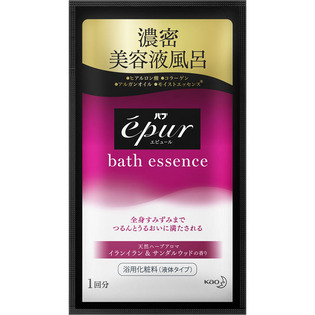 濃密
美容液風呂
●ヒアルロン酸 ●コラーゲン
●アルガンオイル ●モイストエッセンス※
バブ
épur
エピュール
bath essence
全身すみずみまで
つるんとうるおいに満たされる
天然ハーブアロマ
イランイラン & サンダルウッドの香り
浴用化粧料(液体タイプ)
1回分
Kao